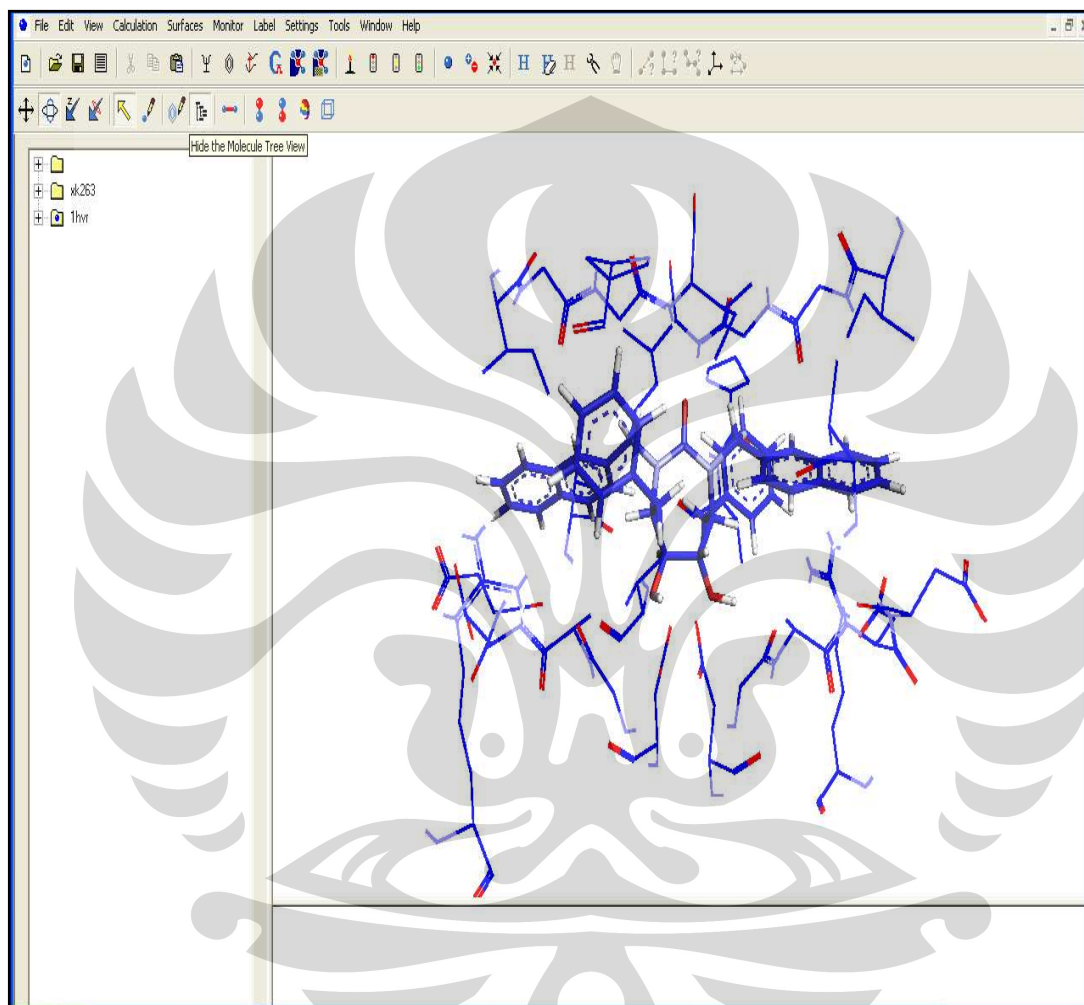 File Edit View Calculation Surfaces Monitor Label Settings Tools Window Help
Hide the Molecule Tree View
xk263
1hvr